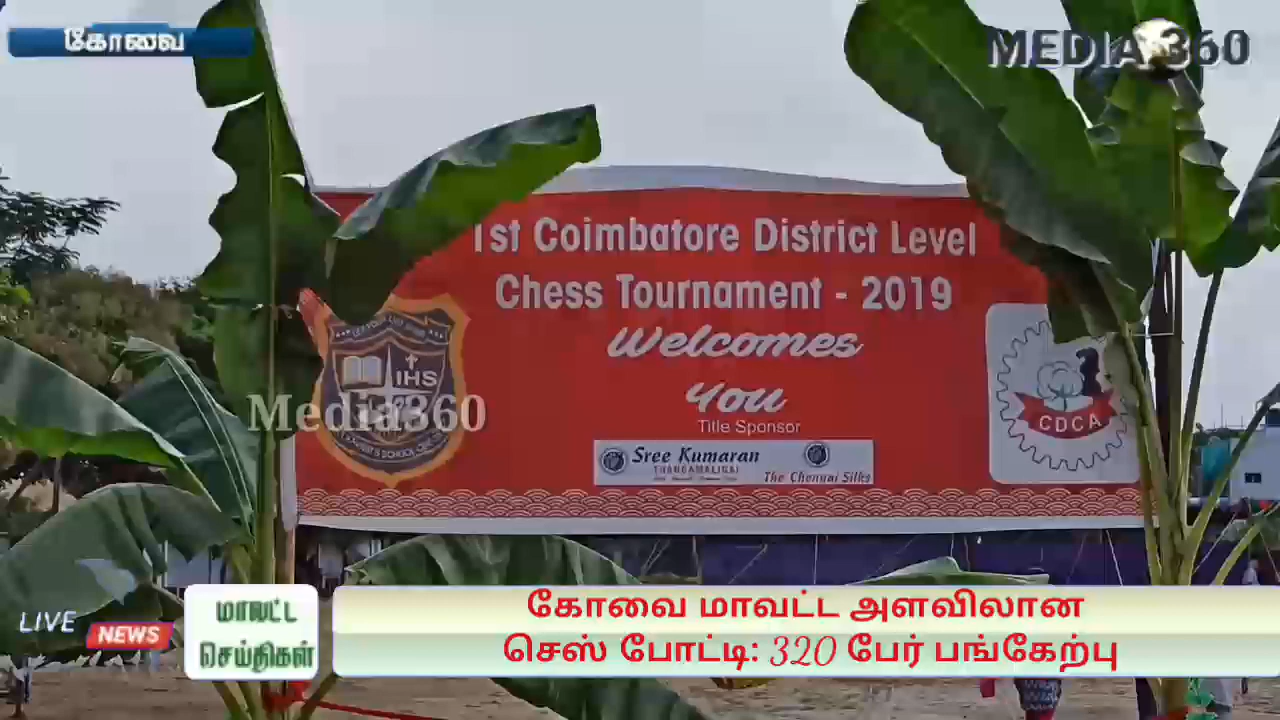 கோவை
MEDIA 360
1st Coimbatore District Level
Chess Tournament - 2019
Welcomes
You
Title Sponsor
Sree Kumaran
THANGAMALIGAI
The Chennai Silks
IHS
Media360
CDCA
LIVE
NEWS
மாவட்ட
செய்திகள்
கோவை மாவட்ட அளவிலான
செஸ் போட்டி: 320 பேர் பங்கேற்பு